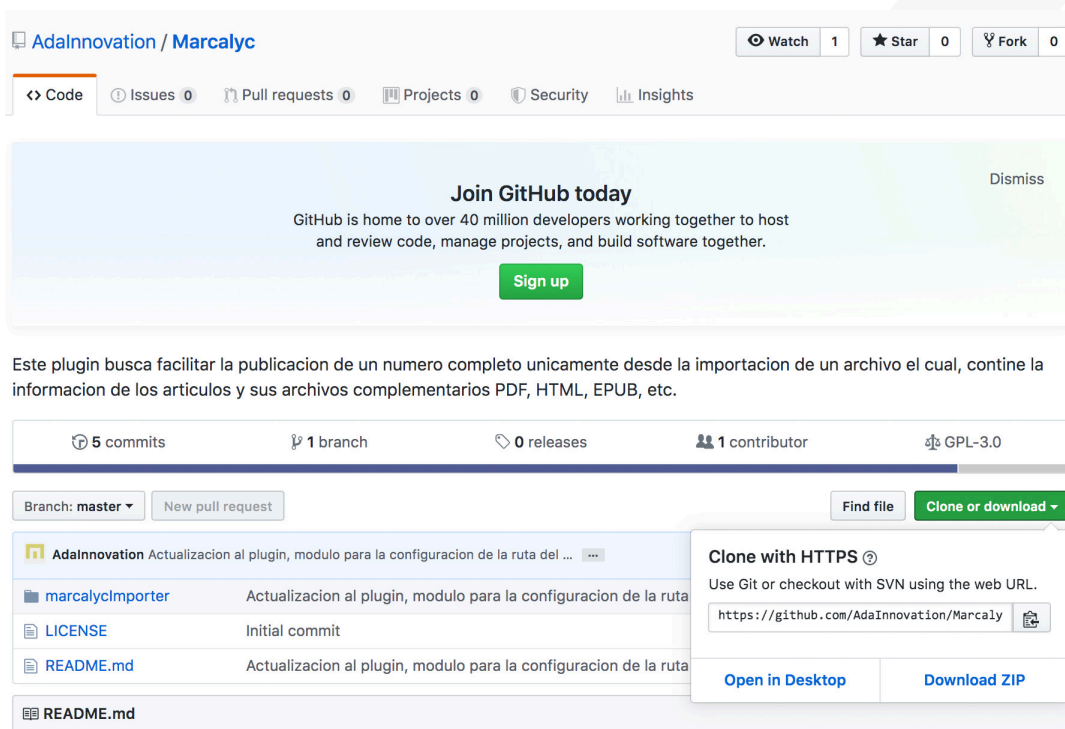 AdaInnovation / Marcalyc
Watch 1 Star 0 Fork 0
Code Issues 0 Pull requests 0 Projects 0 Security Insights
Dismiss
Join GitHub today
GitHub is home to over 40 million developers working together to host
and review code, manage projects, and build software together.
Sign up
Este plugin busca facilitar la publicacion de un numero completo unicamente desde la importacion de un archivo el cual, contine la
informacion de los articulos y sus archivos complementarios PDF, HTML, EPUB, etc.
5 commits 1 branch 0 releases 1 contributor GPL-3.0
Branch: master New pull request Find file Clone or download
AdaInnovation Actualizacion al plugin, modulo para la configuracion de la ruta del ... ...
marcalycImporter Actualizacion al plugin, modulo para la configuracion de la ruta
LICENSE Initial commit
README.md Actualizacion al plugin, modulo para la configuracion de la ruta
Clone with HTTPS ?
Use Git or checkout with SVN using the web URL.
https://github.com/AdaInnovation/Marcaly
Open in Desktop Download ZIP
README.md